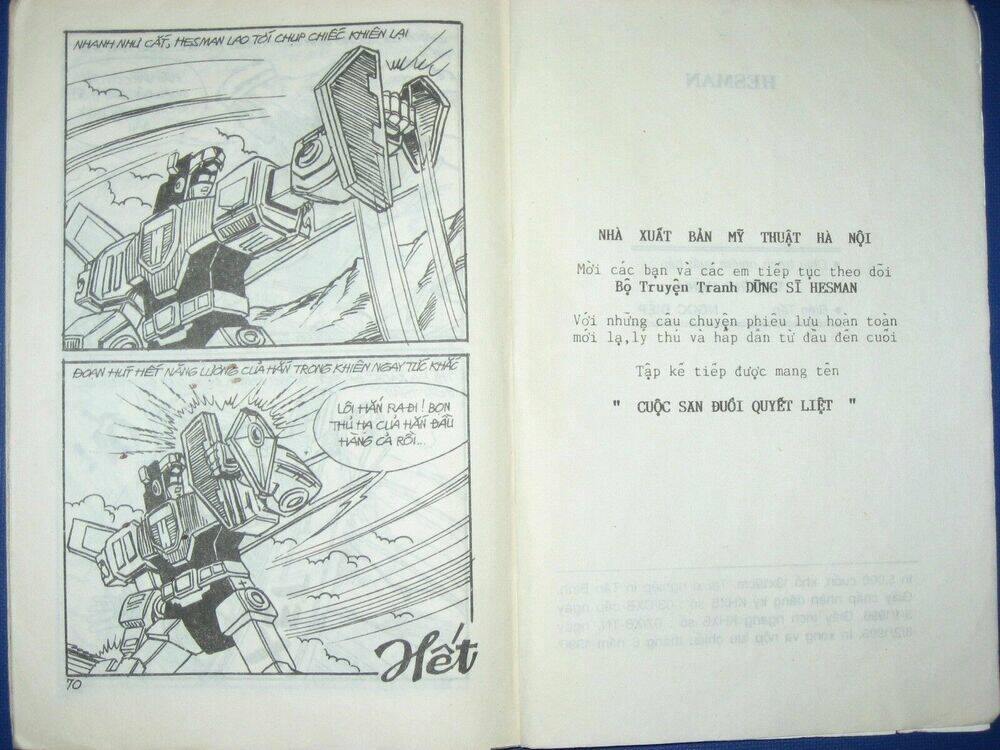 NHANH NHƯ CẮT, HESMAN LAO TỚI CHỤP CHIẾC KHIÊN LẠI
ĐOẠN HÚT HẾT NĂNG LƯỢNG CỦA HẮN TRONG KHIÊN NGAY TỨC KHẮC
LÔI HẮN RA ĐI! BỌN
THỦ HẠ CỦA HẮN ĐẦU
HÀNG CẢ RỒI...
Hết
70
HESMAN
NHÀ XUẤT BẢN MỸ THUẬT HÀ NỘI
Mời các bạn và các em tiếp tục theo dõi
Bộ Truyện Tranh DŨNG SĨ HESMAN
Với những câu chuyện phiêu lưu hoàn toàn
mới lạ,lý thú và hấp dẫn từ đầu đến cuối
Tập kế tiếp được mang tên
" CUỘC SĂN ĐUỔI QUYẾT LIỆT "